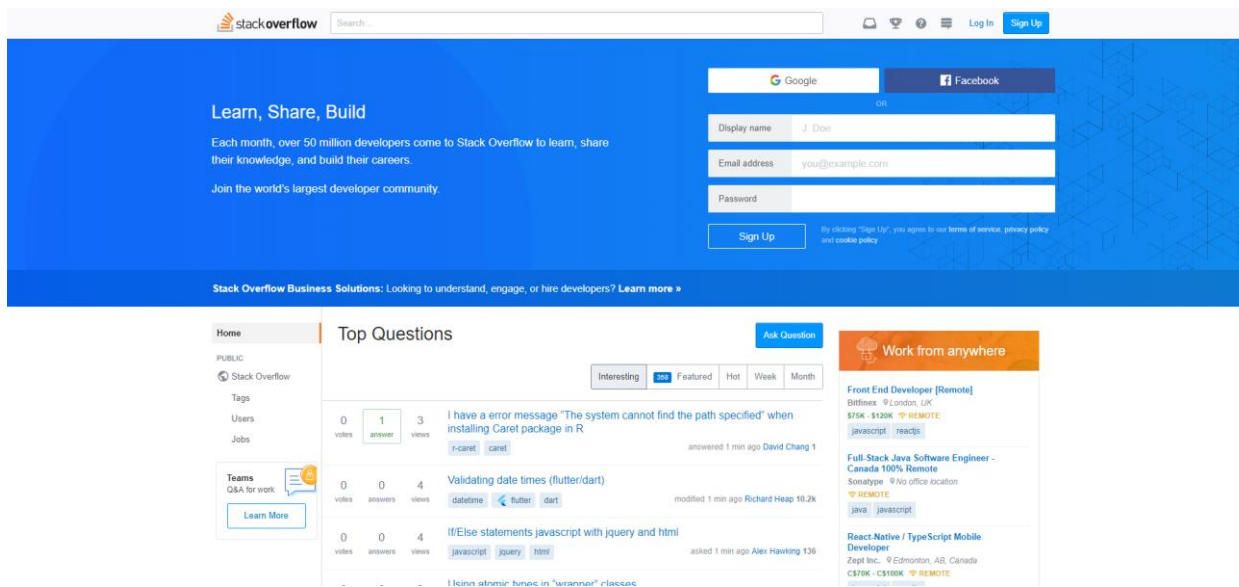 stackoverflow
Search...
Log In
Sign Up
Google
Facebook
OR
Learn, Share, Build
Each month, over 50 million developers come to Stack Overflow to learn, share
their knowledge, and build their careers.
Join the world's largest developer community.
Display name
J. Doe
Email address
you@example.com
Password
Sign Up
By clicking "Sign Up", you agree to our terms of service, privacy policy
and cookie policy
Stack Overflow Business Solutions: Looking to understand, engage, or hire developers? Learn more »
Home
PUBLIC
Stack Overflow
Tags
Users
Jobs
Teams
Q&A for work
Learn More
Top Questions
Ask Question
Interesting
Featured
Hot
Week
Month
0 votes
1 answer
3 views
I have a error message "The system cannot find the path specified" when
installing Caret package in R
r-caret caret
answered 1 min ago David Chang 1
0 votes
0 answers
4 views
Validating date times (flutter/dart)
datetime flutter dart
modified 1 min ago Richard Heap 10.2k
0 votes
0 answers
4 views
If/Else statements javascript with jquery and html
javascript jquery html
asked 1 min ago Alex Hawking 136
Using atomic types in "wrapper" classes
Work from anywhere
Front End Developer [Remote]
Bitfinex London, UK
$75K - $120K REMOTE
javascript reactjs
Full-Stack Java Software Engineer -
Canada 100% Remote
Sonatype No office location
REMOTE
java javascript
React-Native / TypeScript Mobile
Developer
Zept Inc. Edmonton, AB, Canada
C$70K - C$100K REMOTE